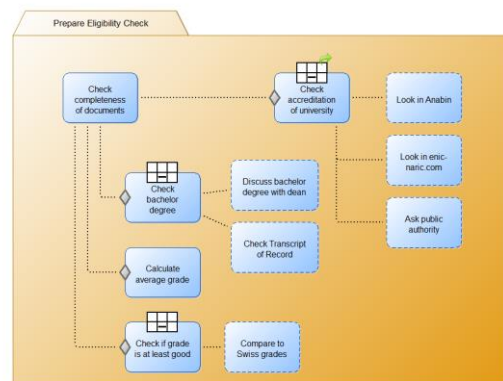 Prepare Eligibility Check
Check
completeness
of documents
Check
accreditation
of university
Look in Anabin
Look in enic-
naric.com
Ask public
authority
Check
bachelor
degree
Discuss bachelor
degree with dean
Check Transcript
of Record
Calculate
average grade
Check if grade
is at least good
Compare to
Swiss grades